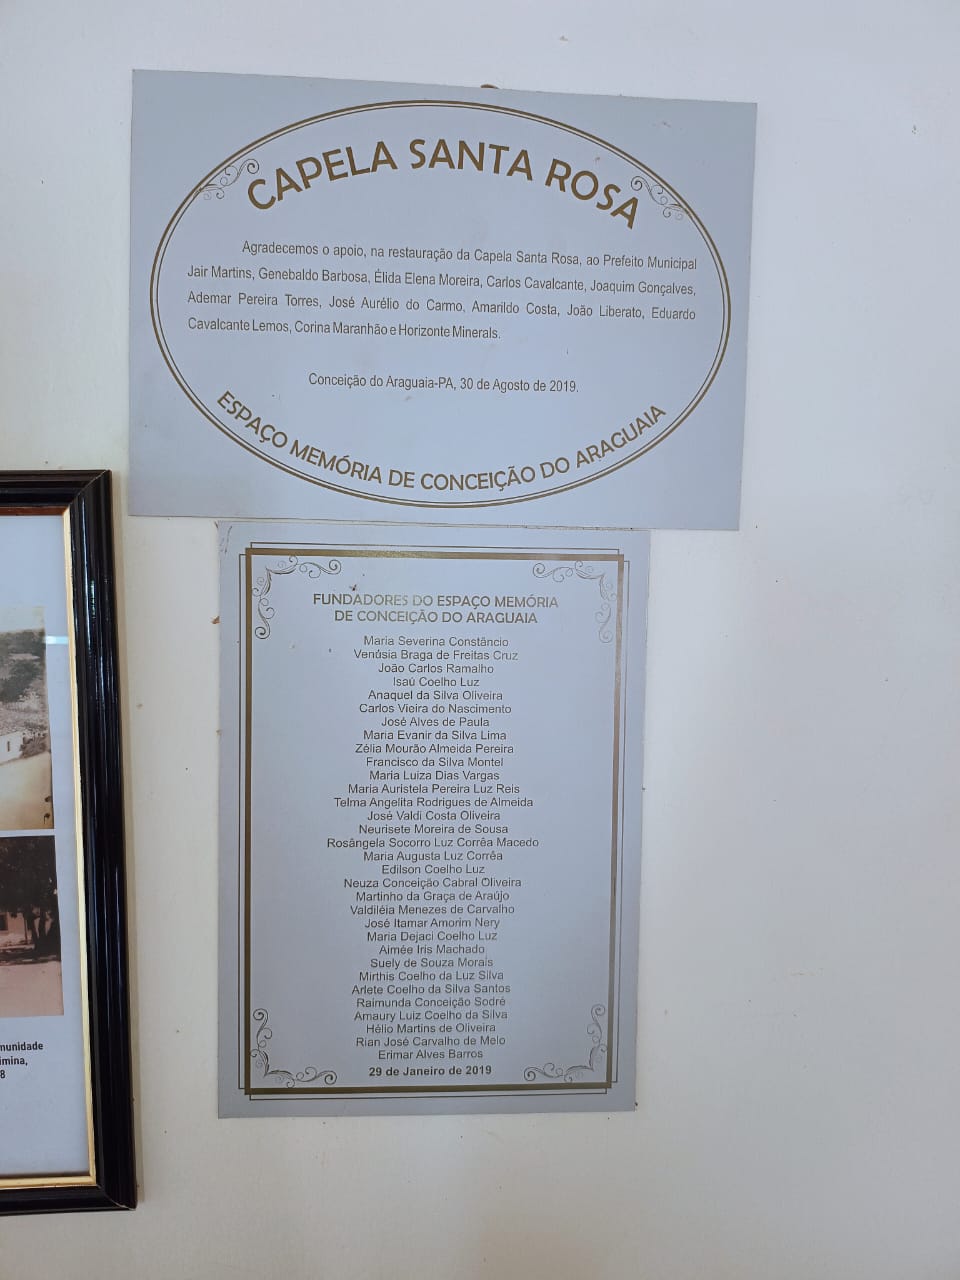 CAPELA SANTA ROSA
Agradecemos o apoio, na restauração da Capela Santa Rosa, ao Prefeito Municipal
Jair Martins, Genebaldo Barbosa, Élida Elena Moreira, Carlos Cavalcante, Joaquim Gonçalves,
Ademar Pereira Torres, José Aurélio do Carmo, Amarildo Costa, João Liberato, Eduardo
Cavalcante Lemos, Corina Maranhão e Horizonte Minerals.
Conceição do Araguaia-PA, 30 de Agosto de 2019.
ESPAÇO MEMÓRIA DE CONCEIÇÃO DO ARAGUAIA
FUNDADORES DO ESPAÇO MEMÓRIA
DE CONCEIÇÃO DO ARAGUAIA
Maria Severina Constâncio
Venúsia Braga de Freitas Cruz
João Carlos Ramalho
Isaú Coelho Luz
Anaquel da Silva Oliveira
Carlos Vieira do Nascimento
José Alves de Paula
Maria Evanir da Silva Lima
Zélia Mourão Almeida Pereira
Francisco da Silva Montel
Maria Luiza Dias Vargas
Maria Auristela Pereira Luz Reis
Telma Angelita Rodrigues de Almeida
José Valdi Costa Oliveira
Neurisete Moreira de Sousa
Rosângela Socorro Luz Corrêa Macedo
Maria Augusta Luz Corrêa
Edilson Coelho Luz
Neuza Conceição Cabral Oliveira
Martinho da Graça de Araújo
Valdiléia Menezes de Carvalho
José Itamar Amorim Nery
Maria Dejaci Coelho Luz
Aimée Iris Machado
Suely de Souza Morais
Mirthis Coelho da Luz Silva
Arlete Coelho da Silva Santos
Raimunda Conceição Sodré
Amaury Luiz Coelho da Silva
Hélio Martins de Oliveira
Rian José Carvalho de Melo
Erimar Alves Barros
29 de Janeiro de 2019
munidade
imina,
8